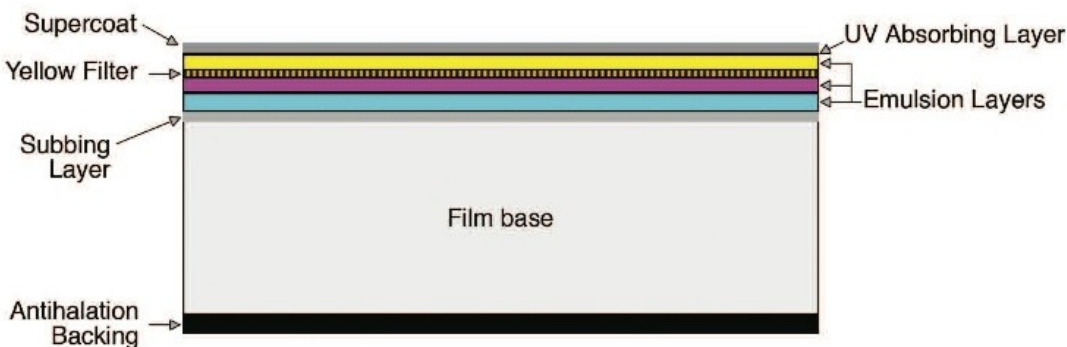 Supercoat
UV Absorbing Layer
Yellow Filter
Emulsion Layers
Subbing
Layer
Film base
Antihalation
Backing